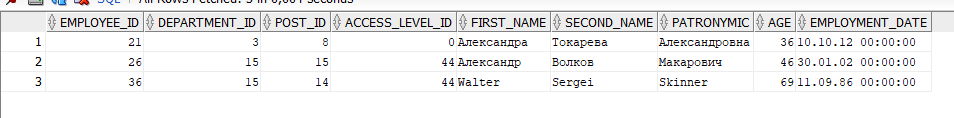 SQL | All Rows Fetched: 3 in 0,004 seconds
EMPLOYEE_ID DEPARTMENT_ID POST_ID ACCESS_LEVEL_ID FIRST_NAME SECOND_NAME PATRONYMIC AGE EMPLOYMENT_DATE
1 21 3 8 0 Александра Токарева Александровна 36 10.10.12 00:00:00
2 26 15 15 44 Александр Волков Макарович 46 30.01.02 00:00:00
3 36 15 14 44 Walter Sergei Skinner 69 11.09.86 00:00:00